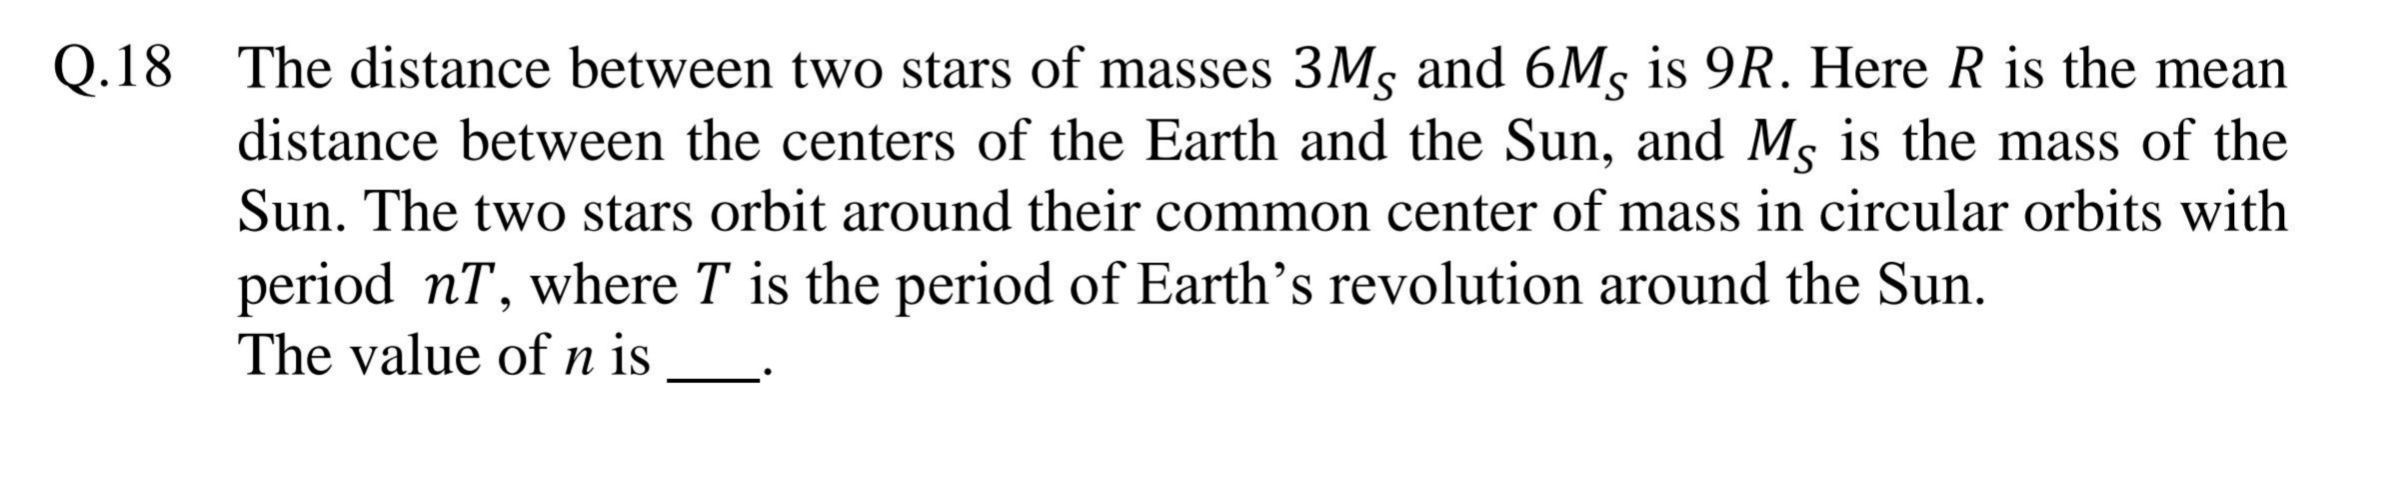 Q.18 The distance between two stars of masses 3M_S and 6M_S is 9R. Here R is the mean
distance between the centers of the Earth and the Sun, and M_S is the mass of the
Sun. The two stars orbit around their common center of mass in circular orbits with
period nT, where T is the period of Earth’s revolution around the Sun.
The value of n is ____.